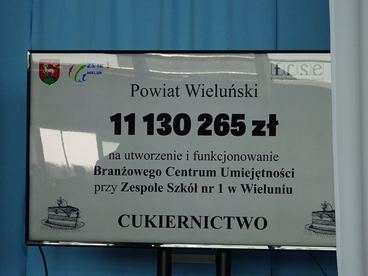 Powiat Wieluński
11 130 265 zł
na utworzenie i funkcjonowanie
Branżowego Centrum Umiejętności
przy Zespole Szkół nr 1 w Wieluniu
CUKIERNICTWO